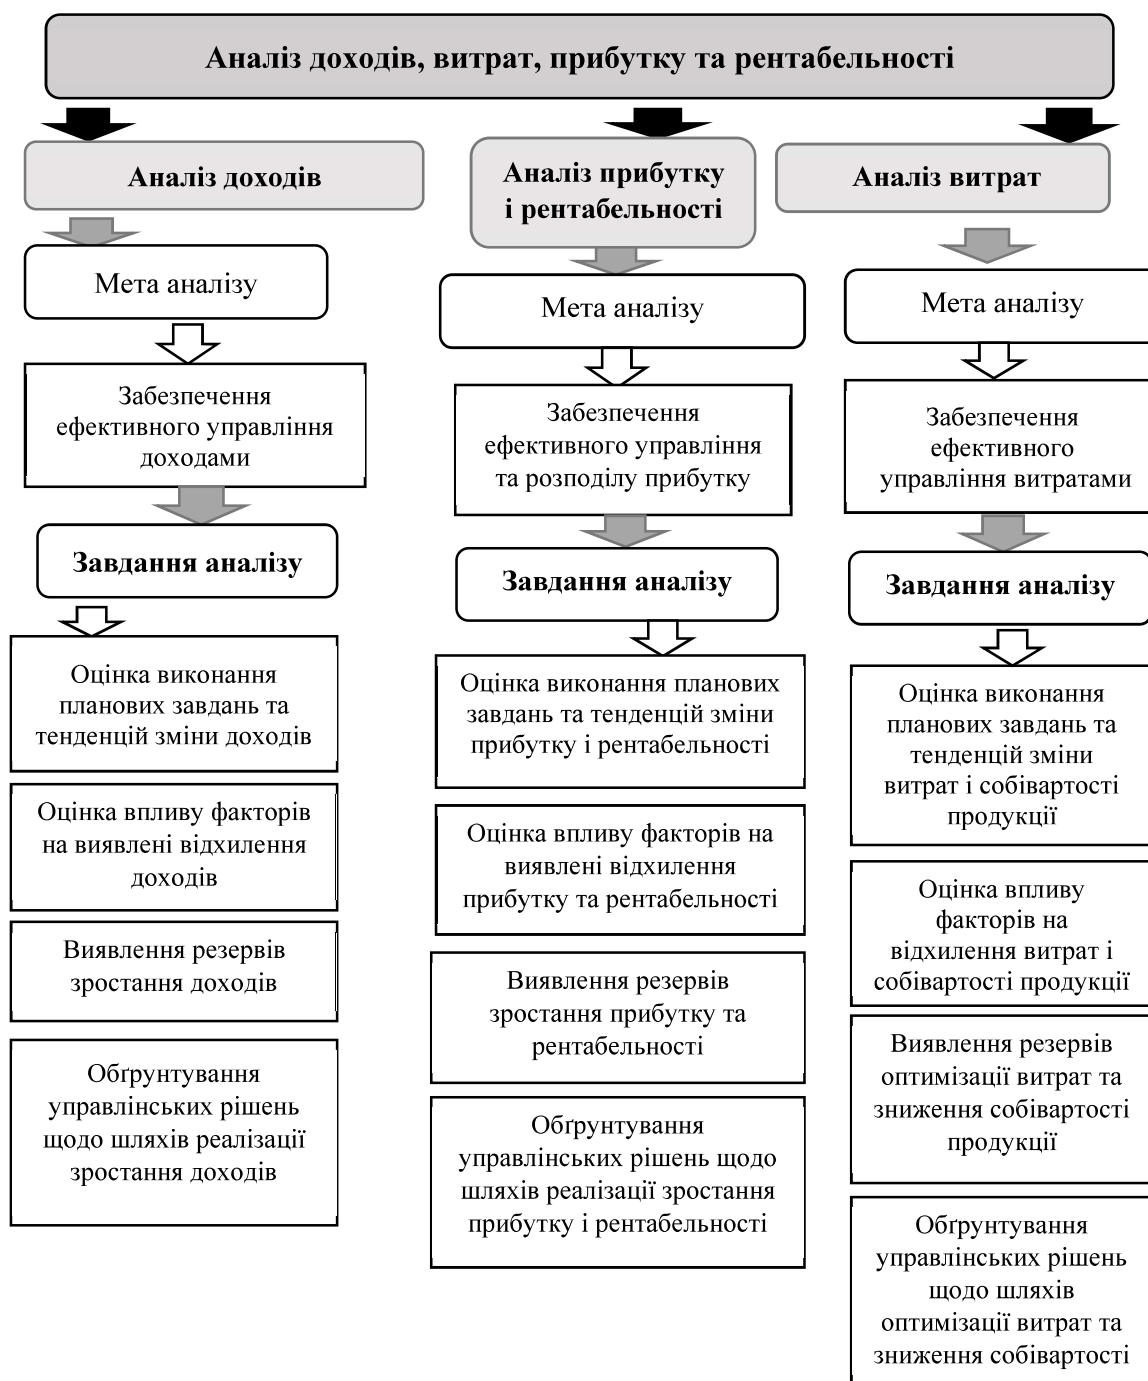 Аналіз доходів, витрат, прибутку та рентабельності
Аналіз доходів
Мета аналізу
Забезпечення
ефективного управління
доходами
Завдання аналізу
Оцінка виконання
планових завдань та
тенденцій зміни доходів
Оцінка впливу факторів
на виявлені відхилення
доходів
Виявлення резервів
зростання доходів
Обґрунтування
управлінських рішень
щодо шляхів реалізації
зростання доходів
Аналіз прибутку
і рентабельності
Мета аналізу
Забезпечення
ефективного управління
та розподілу прибутку
Завдання аналізу
Оцінка виконання планових
завдань та тенденцій зміни
прибутку і рентабельності
Оцінка впливу факторів на
виявлені відхилення
прибутку та рентабельності
Виявлення резервів
зростання прибутку та
рентабельності
Обґрунтування
управлінських рішень щодо
шляхів реалізації зростання
прибутку і рентабельності
Аналіз витрат
Мета аналізу
Забезпечення
ефективного
управління витратами
Завдання аналізу
Оцінка виконання
планових завдань та
тенденцій зміни
витрат і собівартості
продукції
Оцінка впливу
факторів на
відхилення витрат і
собівартості продукції
Виявлення резервів
оптимізації витрат та
зниження собівартості
продукції
Обґрунтування
управлінських рішень
щодо шляхів
оптимізації витрат та
зниження собівартості